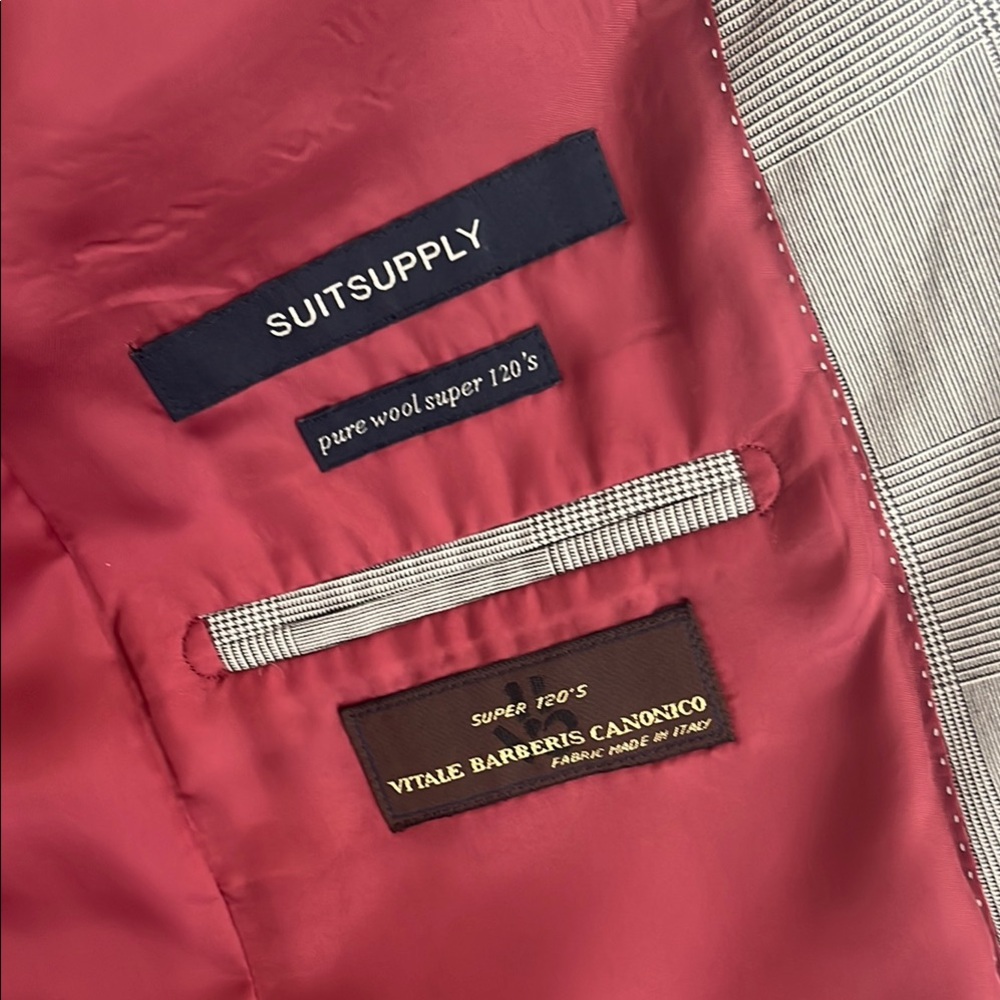 SUITSUPPLY
pure wool super 120's
SUPER 120'S
VITALE BARBERIS CANONICO
FABRIC MADE IN ITALY